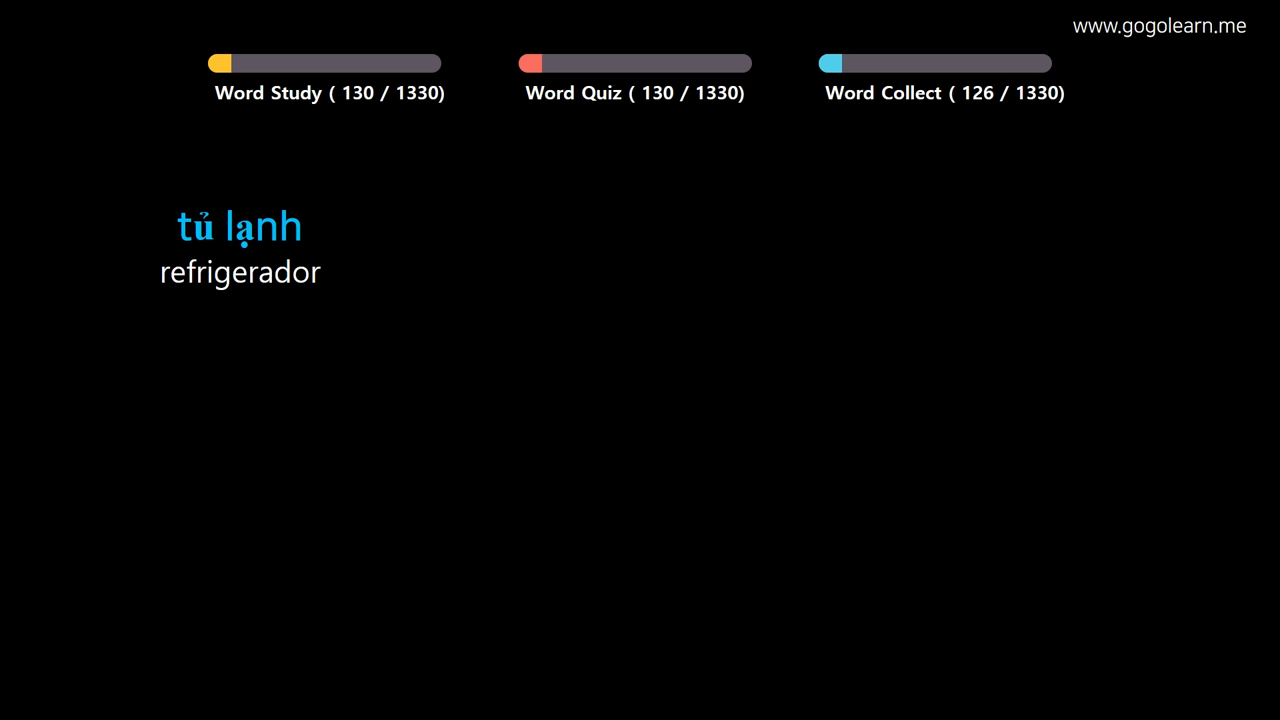 www.gogolearn.me
Word Study ( 130 / 1330)
Word Quiz ( 130 / 1330)
Word Collect ( 126 / 1330)
tủ lạnh
refrigerador